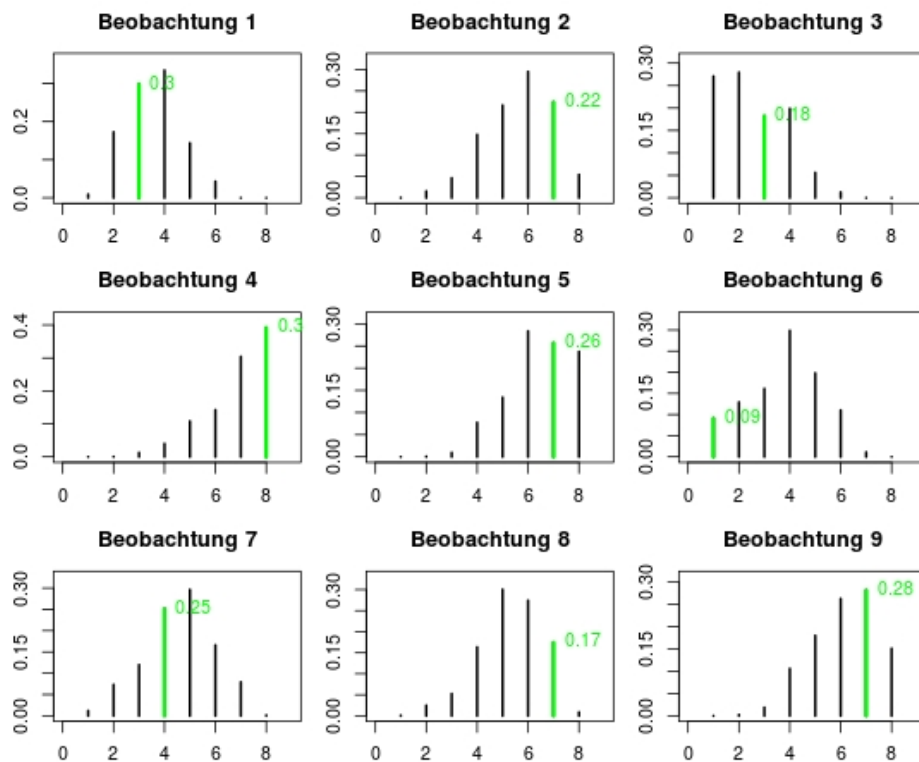 Beobachtung 1
Beobachtung 2
Beobachtung 3
0.0 0.2
0.3
0 2 4 6 8
0.00 0.15 0.30
0.22
0 2 4 6 8
0.00 0.15 0.30
0.18
0 2 4 6 8
Beobachtung 4
Beobachtung 5
Beobachtung 6
0.0 0.2 0.4
0.3
0 2 4 6 8
0.00 0.15 0.30
0.26
0 2 4 6 8
0.00 0.15 0.30
0.09
0 2 4 6 8
Beobachtung 7
Beobachtung 8
Beobachtung 9
0.00 0.15 0.30
0.25
0 2 4 6 8
0.00 0.15 0.30
0.17
0 2 4 6 8
0.00 0.15 0.30
0.28
0 2 4 6 8